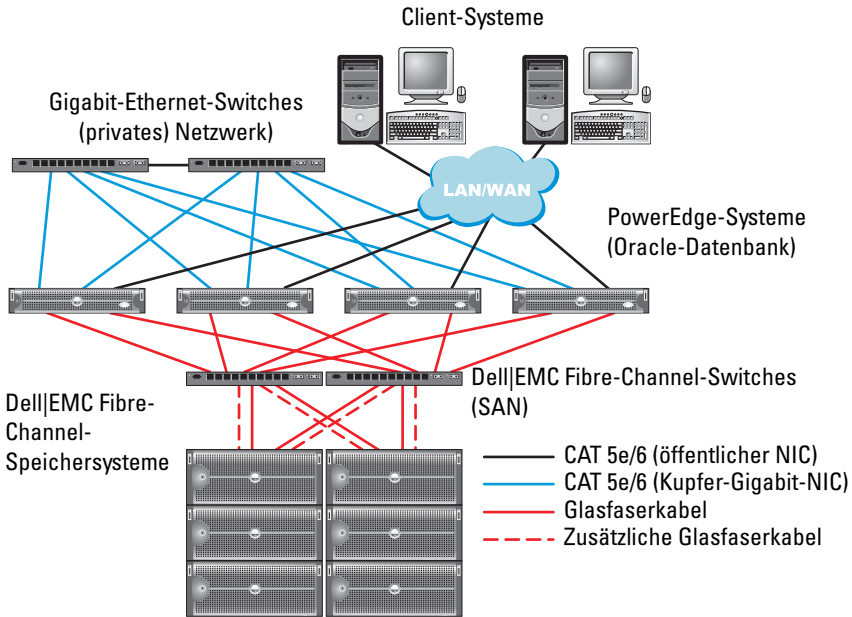 Client-Systeme
Gigabit-Ethernet-Switches
(privates) Netzwerk)
LAN/WAN
PowerEdge-Systeme
(Oracle-Datenbank)
Dell|EMC Fibre-Channel-Switches
(SAN)
Dell|EMC Fibre-
Channel-
Speichersysteme
CAT 5e/6 (öffentlicher NIC)
CAT 5e/6 (Kupfer-Gigabit-NIC)
Glasfaserkabel
Zusätzliche Glasfaserkabel